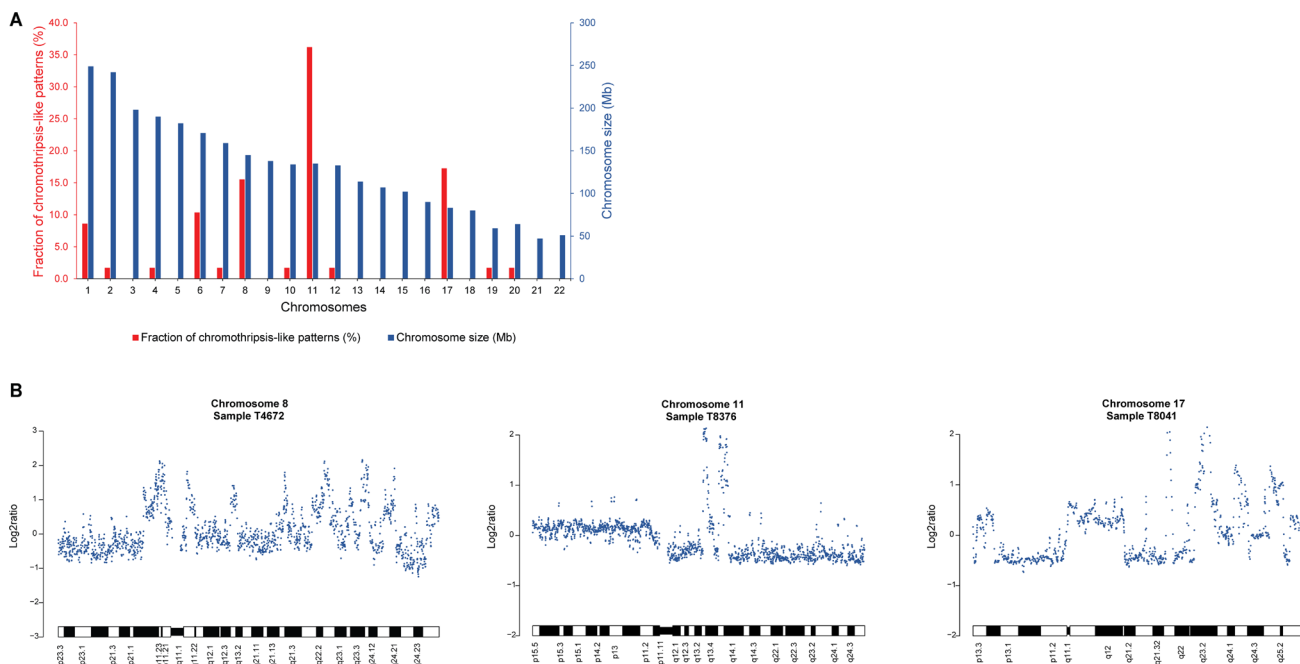 A
Fraction of chromothripsis-like patterns (%)
40.0
35.0
30.0
25.0
20.0
15.0
10.0
5.0
0.0
300
250
200
150
100
50
0
Chromosome size (Mb)
1 2 3 4 5 6 7 8 9 10 11 12 13 14 15 16 17 18 19 20 21 22
Chromosomes
Fraction of chromothripsis-like patterns (%) Chromosome size (Mb)
B
Chromosome 8
Sample T4672
Log2ratio
3
2
1
0
−1
−2
−3
p23.3 p23.1 p21.3 p21.1 p11.23 p11.21 q11.1 q11.22 q12.1 q12.3 q13.2 q21.11 q21.13 q21.3 q22.2 q23.1 q23.3 q24.12 q24.21 q24.23
Chromosome 11
Sample T8376
Log2ratio
2
1
0
−1
−2
p15.5 p15.3 p15.1 p14.2 p13 p11.2 p11.11 q12.1 q12.3 q13.2 q13.4 q14.1 q14.3 q22.1 q22.3 q23.2 q24.1 q24.3
Chromosome 17
Sample T8041
Log2ratio
2
1
0
−1
−2
p13.3 p13.1 p11.2 q11.1 q12 q21.2 q21.32 q22 q23.2 q24.1 q24.3 q25.2